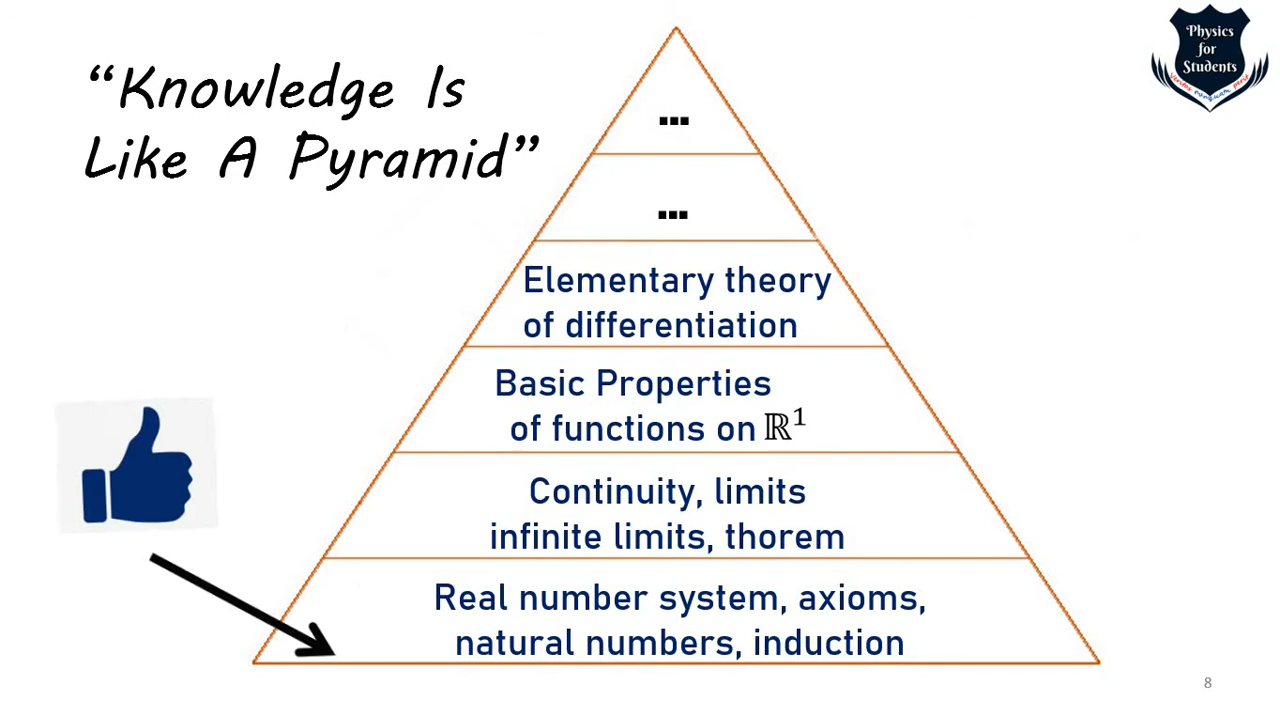 “Knowledge Is
Like A Pyramid”
Physics
for
Students
...
...
Elementary theory
of differentiation
Basic Properties
of functions on ℝ¹
Continuity, limits
infinite limits, thorem
Real number system, axioms,
natural numbers, induction
8